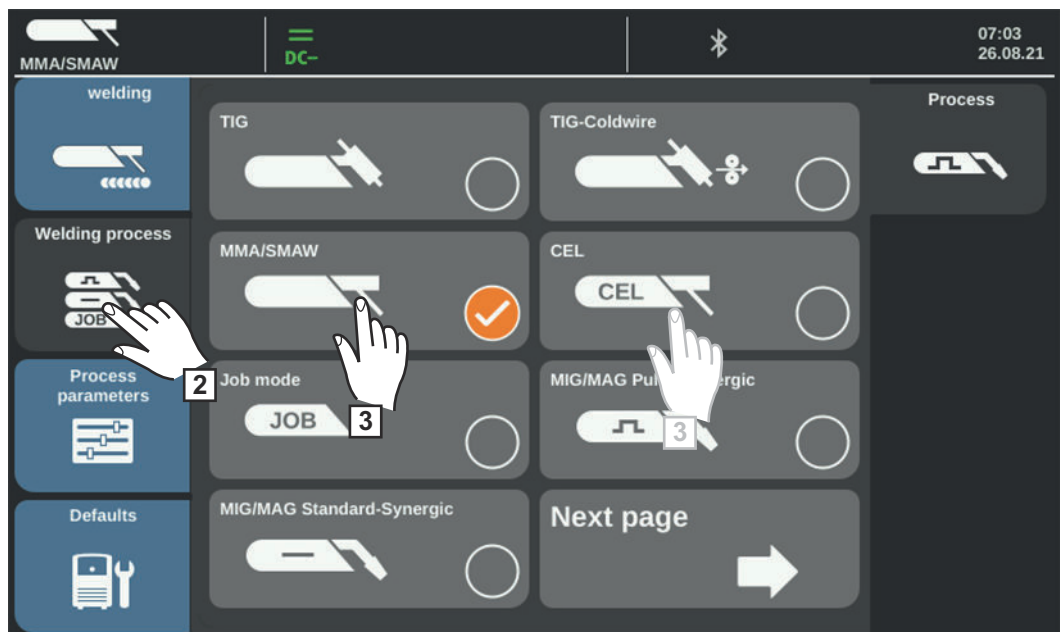 MMA/SMAW
DC–
07:03
26.08.21
welding
Welding process
JOB
2
Process
parameters
Defaults
TIG
TIG-Coldwire
MMA/SMAW
CEL
CEL
Job mode
JOB
3
MIG/MAG Pul ergic
3
MIG/MAG Standard-Synergic
Next page
Process